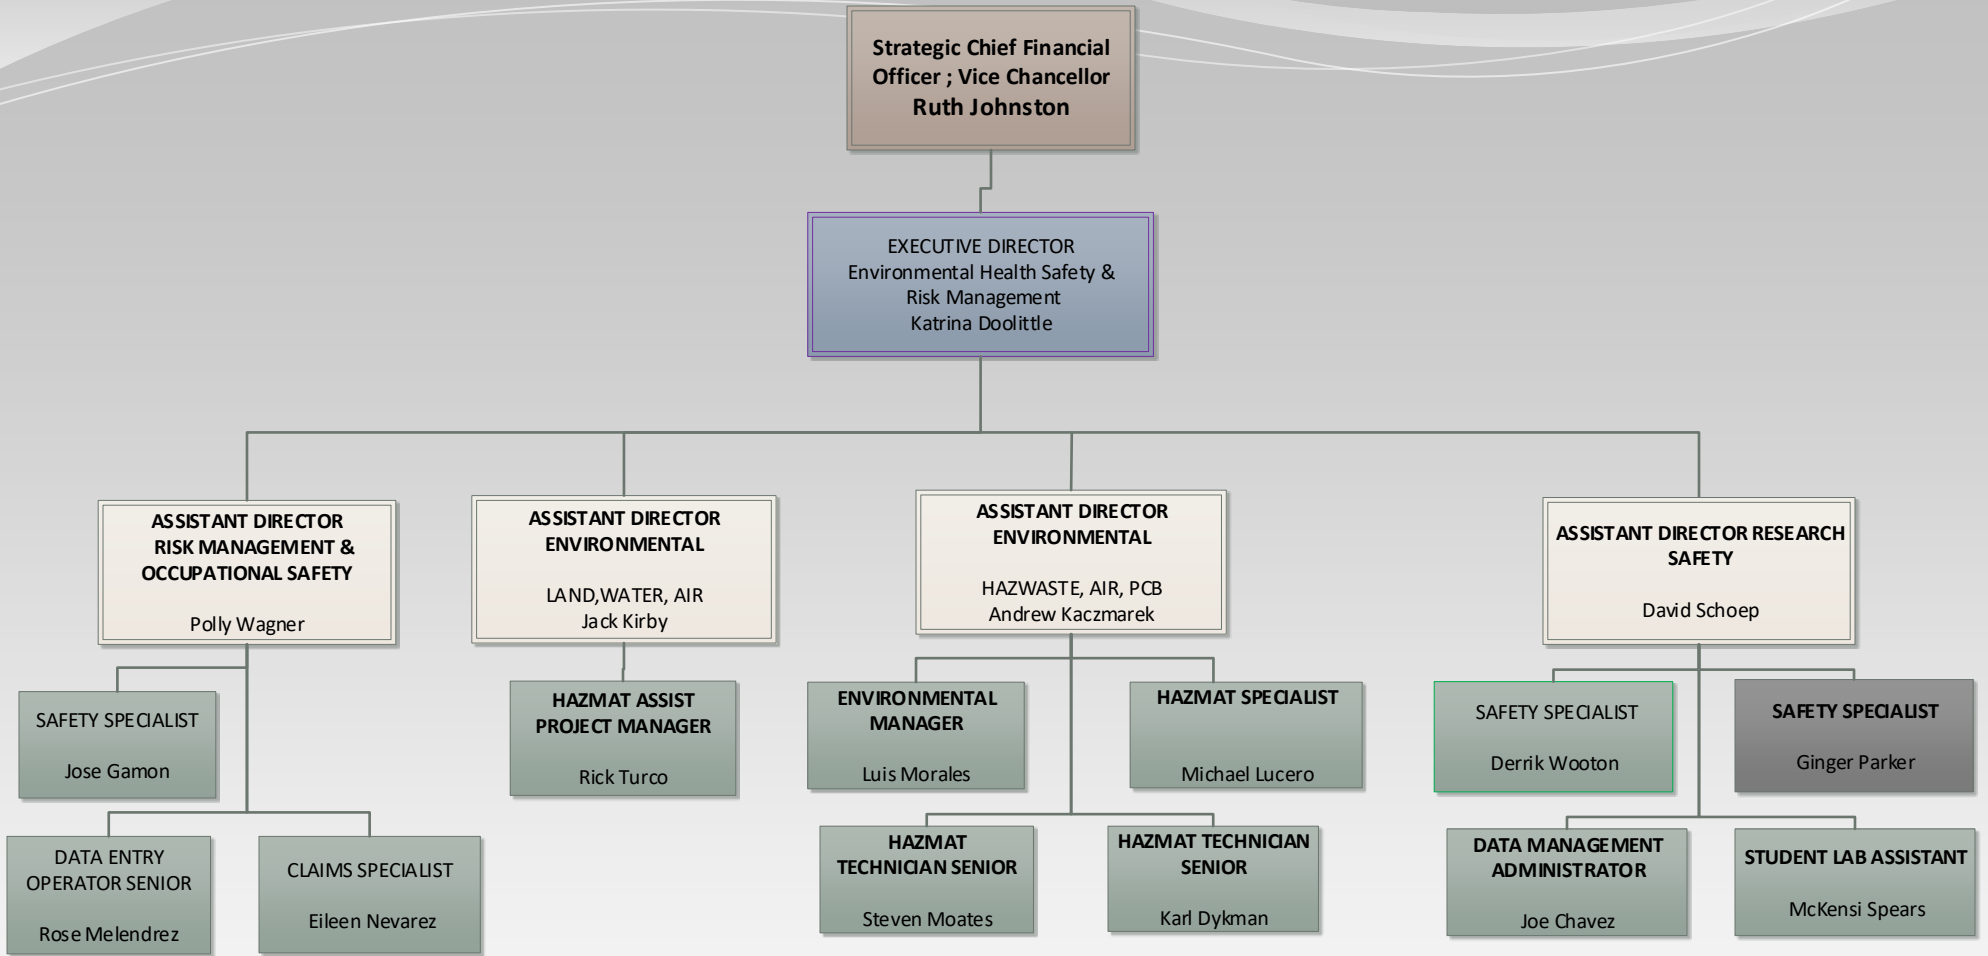 Strategic Chief Financial
Officer ; Vice Chancellor
Ruth Johnston
EXECUTIVE DIRECTOR
Environmental Health Safety &
Risk Management
Katrina Doolittle
ASSISTANT DIRECTOR
RISK MANAGEMENT &
OCCUPATIONAL SAFETY
Polly Wagner
ASSISTANT DIRECTOR
ENVIRONMENTAL
LAND,WATER, AIR
Jack Kirby
ASSISTANT DIRECTOR
ENVIRONMENTAL
HAZWASTE, AIR, PCB
Andrew Kaczmarek
ASSISTANT DIRECTOR RESEARCH
SAFETY
David Schoep
SAFETY SPECIALIST
Jose Gamon
HAZMAT ASSIST
PROJECT MANAGER
Rick Turco
ENVIRONMENTAL
MANAGER
Luis Morales
HAZMAT SPECIALIST
Michael Lucero
SAFETY SPECIALIST
Derrik Wooton
SAFETY SPECIALIST
Ginger Parker
DATA ENTRY
OPERATOR SENIOR
Rose Melendrez
CLAIMS SPECIALIST
Eileen Nevarez
HAZMAT
TECHNICIAN SENIOR
Steven Moates
HAZMAT TECHNICIAN
SENIOR
Karl Dykman
DATA MANAGEMENT
ADMINISTRATOR
Joe Chavez
STUDENT LAB ASSISTANT
McKensi Spears